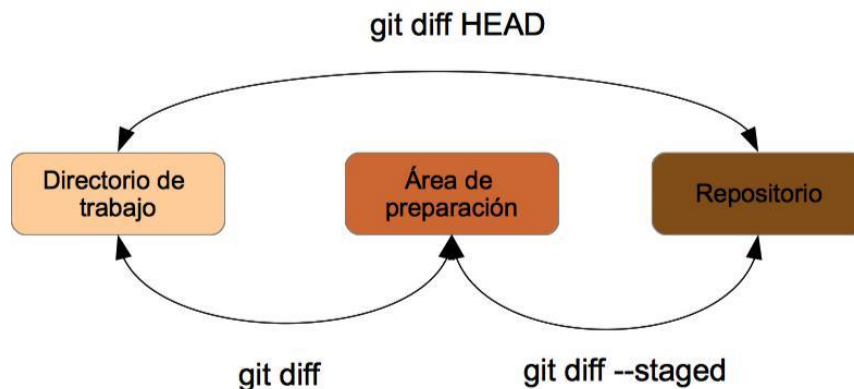 git diff HEAD
Directorio de
trabajo
Área de
preparación
Repositorio
git diff
git diff --staged